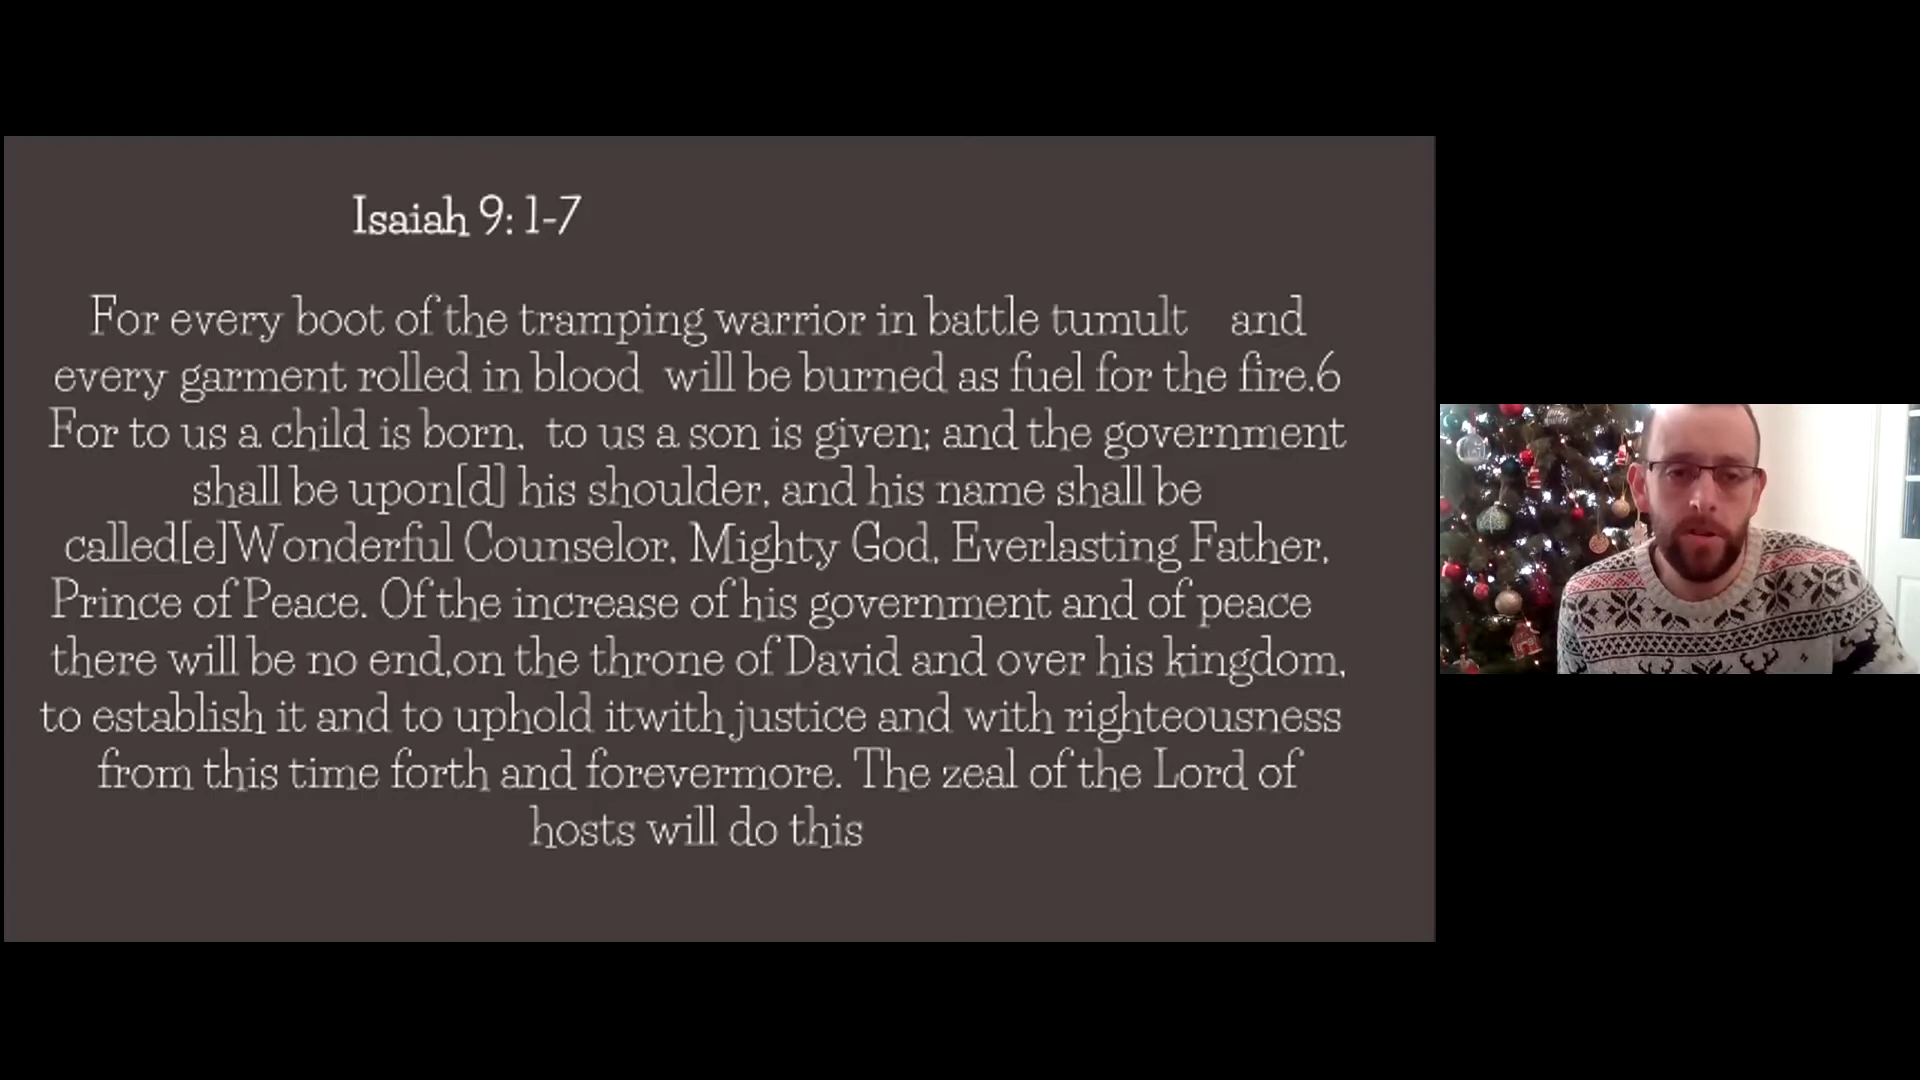 Isaiah 9: 1-7
For every boot of the tramping warrior in battle tumult and
every garment rolled in blood will be burned as fuel for the fire.6
For to us a child is born, to us a son is given; and the government
shall be upon[d] his shoulder, and his name shall be
called[e]Wonderful Counselor, Mighty God, Everlasting Father,
Prince of Peace. Of the increase of his government and of peace
there will be no end,on the throne of David and over his kingdom,
to establish it and to uphold itwith justice and with righteousness
from this time forth and forevermore. The zeal of the Lord of
hosts will do this